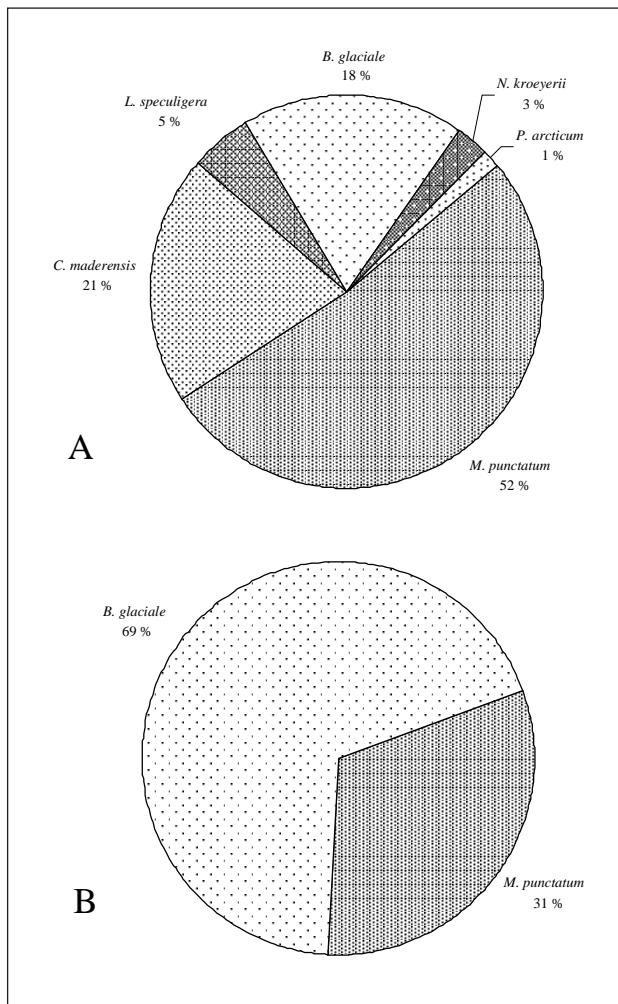 B. glaciale
18 %
N. kroeyerii
3 %
L. speculigera
5 %
P. arcticum
1 %
C. maderensis
21 %
A
M. punctatum
52 %
B. glaciale
69 %
M. punctatum
31 %
B